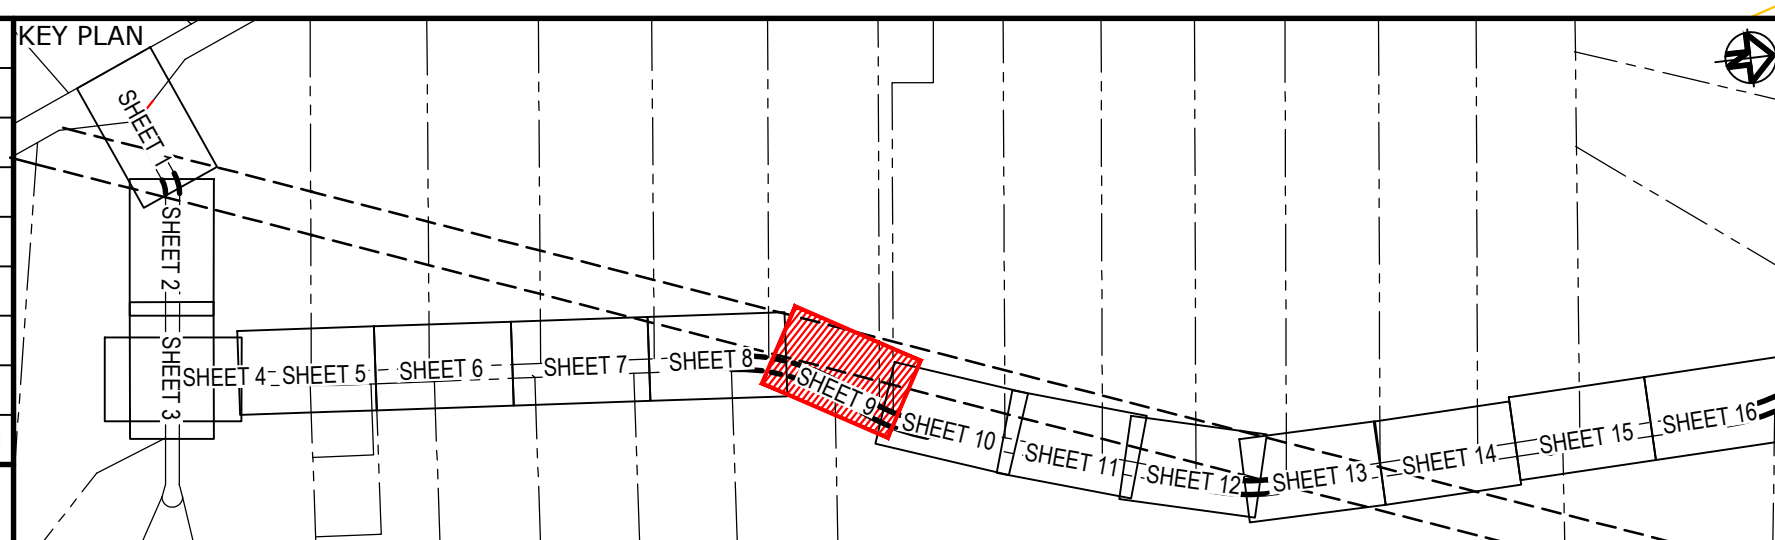 KEY PLAN
N
SHEET 1
SHEET 2
SHEET 3
SHEET 4
SHEET 5
SHEET 6
SHEET 7
SHEET 8
SHEET 9
SHEET 10
SHEET 11
SHEET 12
SHEET 13
SHEET 14
SHEET 15
SHEET 16